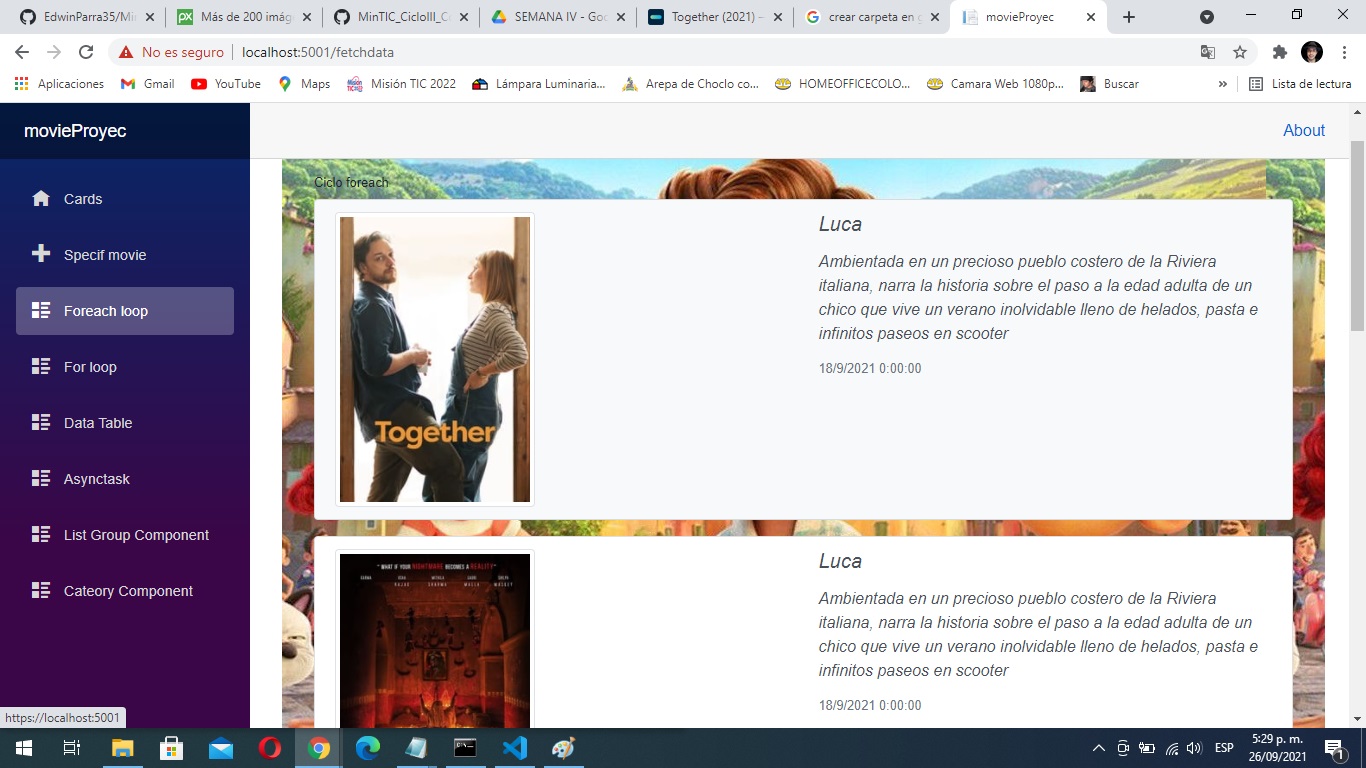 EdwinParra35/Mi
Más de 200 imág
MinTIC_CicloIII_C
SEMANA IV - Goo
Together (2021) –
crear carpeta en g
movieProyec
No es seguro
localhost:5001/fetchdata
Aplicaciones
Gmail
YouTube
Maps
Misión TIC 2022
Lámpara Luminaria...
Arepa de Choclo co...
HOMEOFFICECOLO...
Camara Web 1080p...
Buscar
»
Lista de lectura
movieProyec
About
Cards
Specif movie
Foreach loop
For loop
Data Table
Asynctask
List Group Component
Cateory Component
Ciclo foreach
Together
Luca
Ambientada en un precioso pueblo costero de la Riviera
italiana, narra la historia sobre el paso a la edad adulta de un
chico que vive un verano inolvidable lleno de helados, pasta e
infinitos paseos en scooter
18/9/2021 0:00:00
"WHAT IF YOUR NIGHTMARE BECOMES A REALITY"
Luca
Ambientada en un precioso pueblo costero de la Riviera
italiana, narra la historia sobre el paso a la edad adulta de un
chico que vive un verano inolvidable lleno de helados, pasta e
infinitos paseos en scooter
18/9/2021 0:00:00
https://localhost:5001
ESP
5:29 p. m.
26/09/2021
1